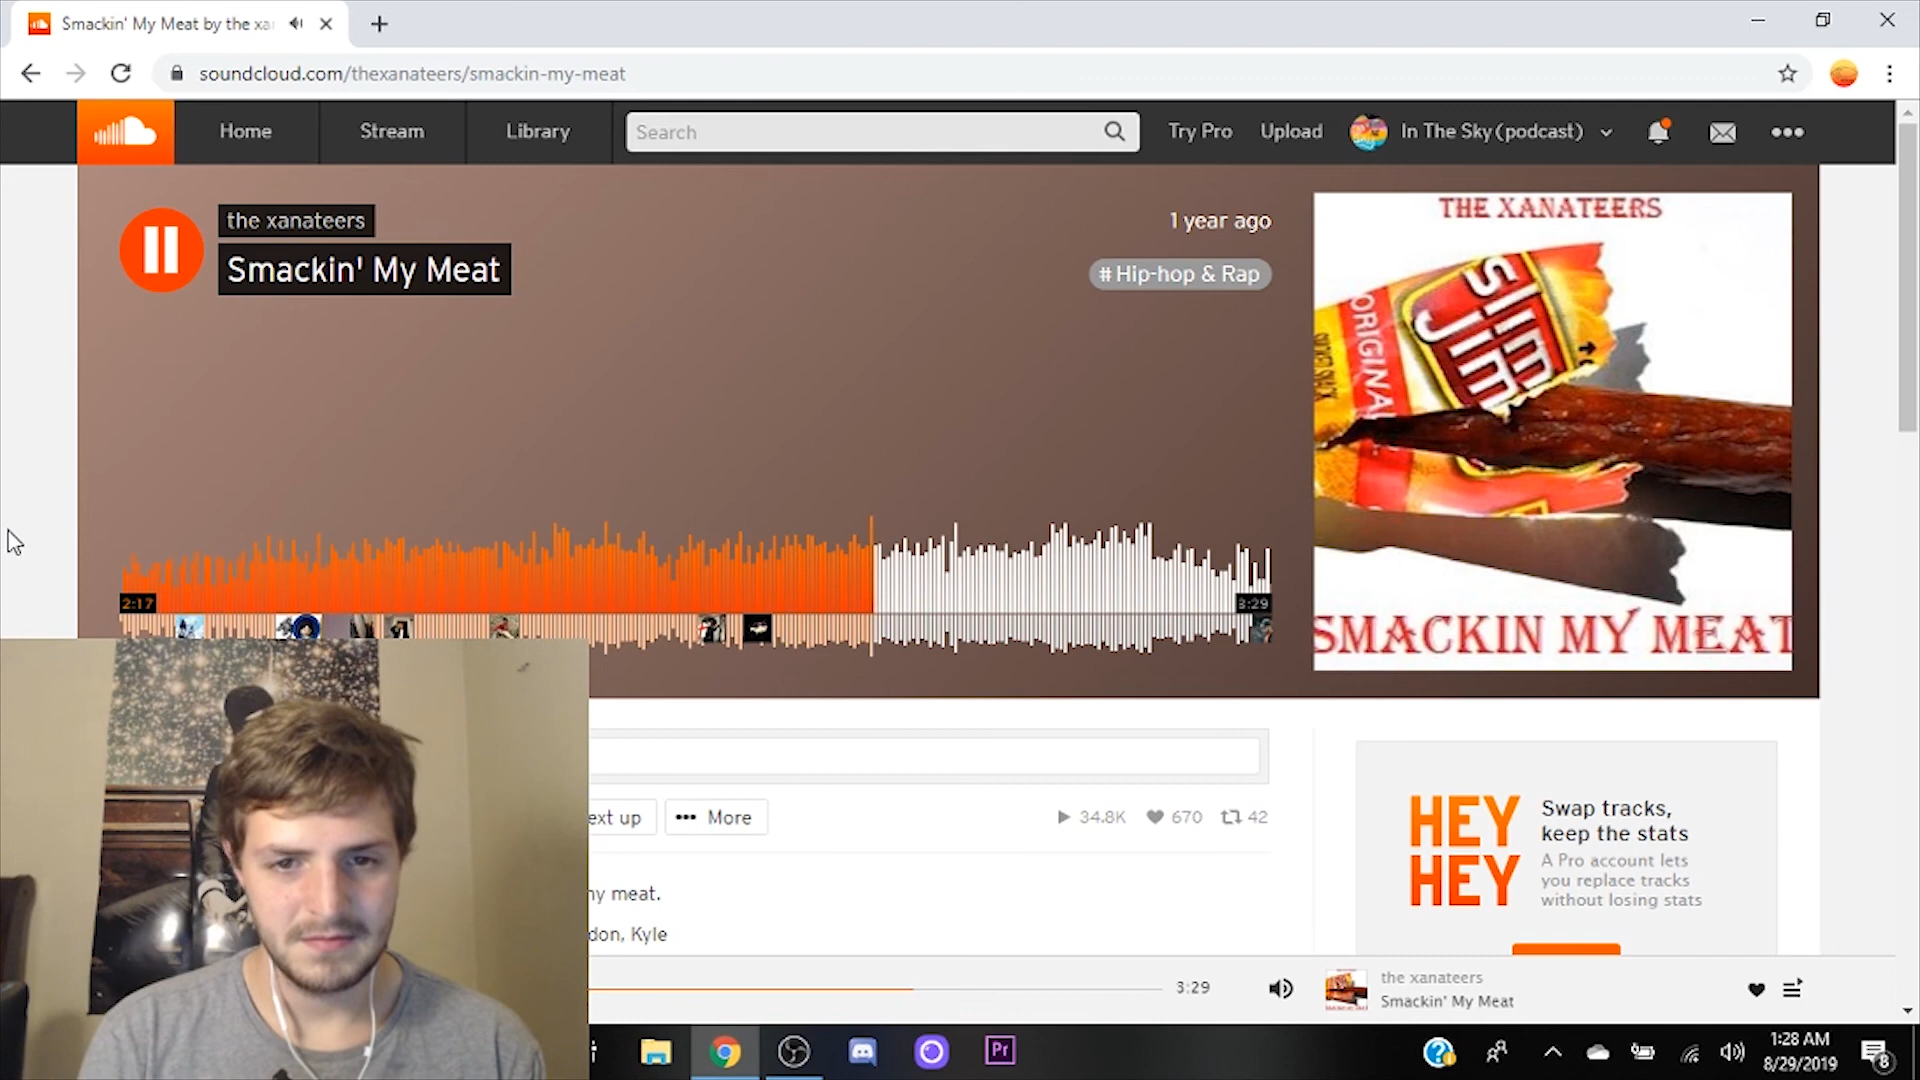 Smackin' My Meat by the xa
soundcloud.com/thexanateers/smackin-my-meat
Home
Stream
Library
Search
Try Pro
Upload
In The Sky (podcast)
the xanateers
Smackin' My Meat
1 year ago
# Hip-hop & Rap
THE XANATEERS
slim
Jim
ORIGINAL
SMACKIN MY MEAT
2:17
3:29
ext up
••• More
34.8K
670
42
my meat.
don, Kyle
HEY
HEY
Swap tracks,
keep the stats
A Pro account lets
you replace tracks
without losing stats
3:29
the xanateers
Smackin' My Meat
Pr
1:28 AM
8/29/2019
8